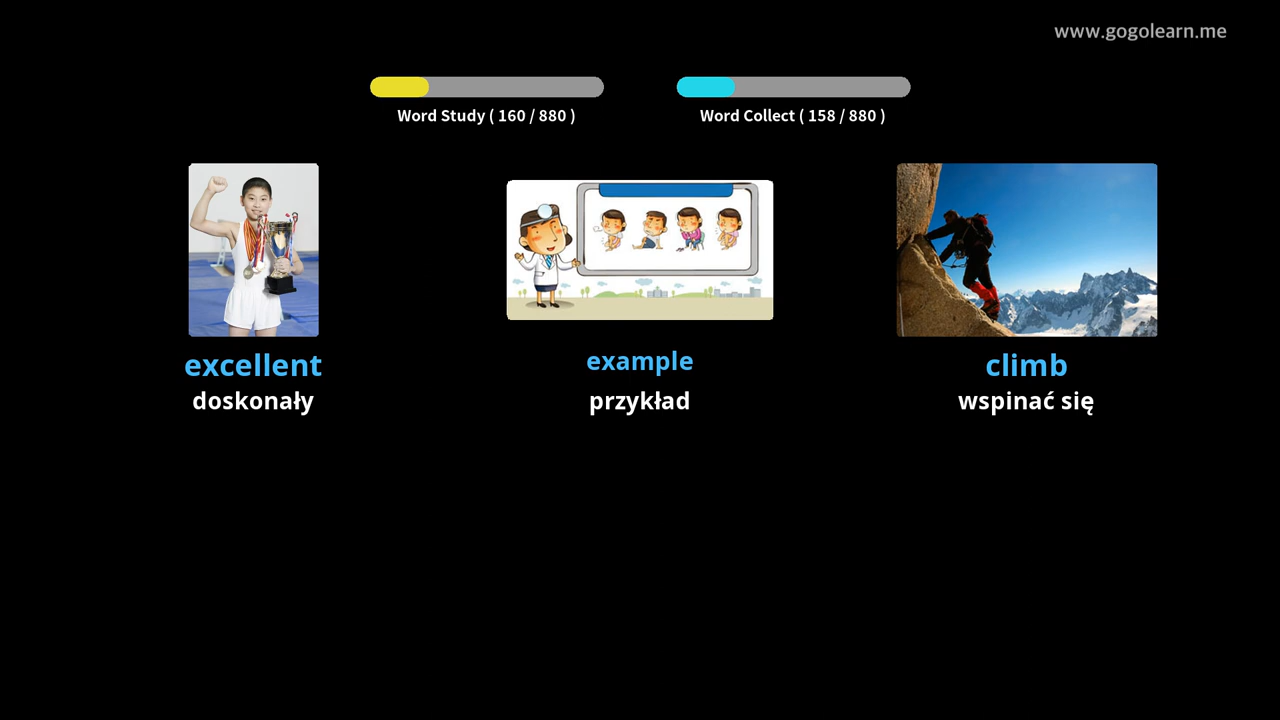 www.gogolearn.me
Word Study ( 160 / 880 )
Word Collect ( 158 / 880 )
excellent
doskonały
example
przykład
climb
wspinać się